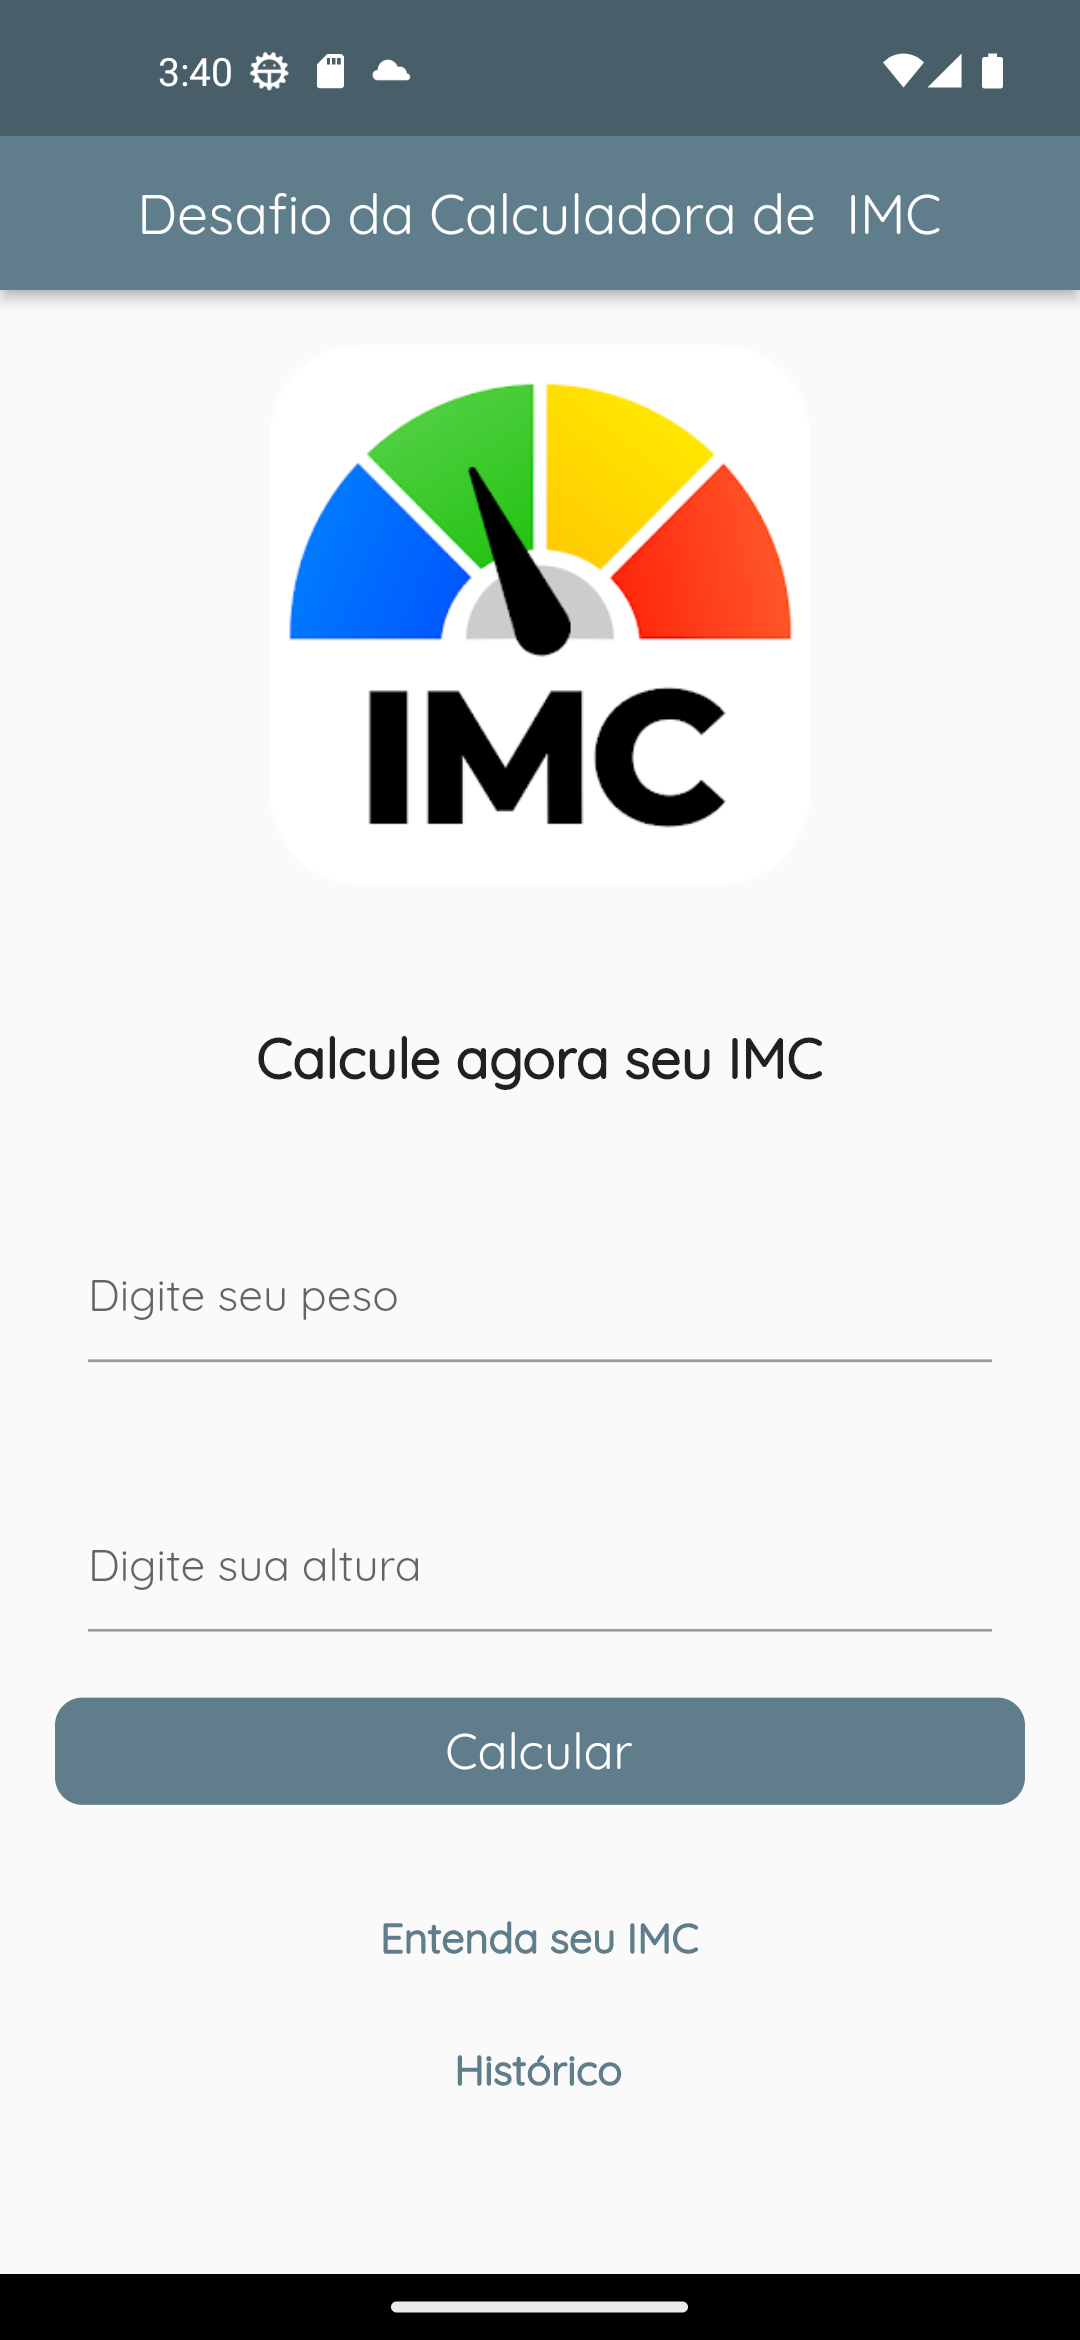 3:40
Desafio da Calculadora de  IMC
IMC
Calcule agora seu IMC
Digite seu peso
Digite sua altura
Calcular
Entenda seu IMC
Histórico